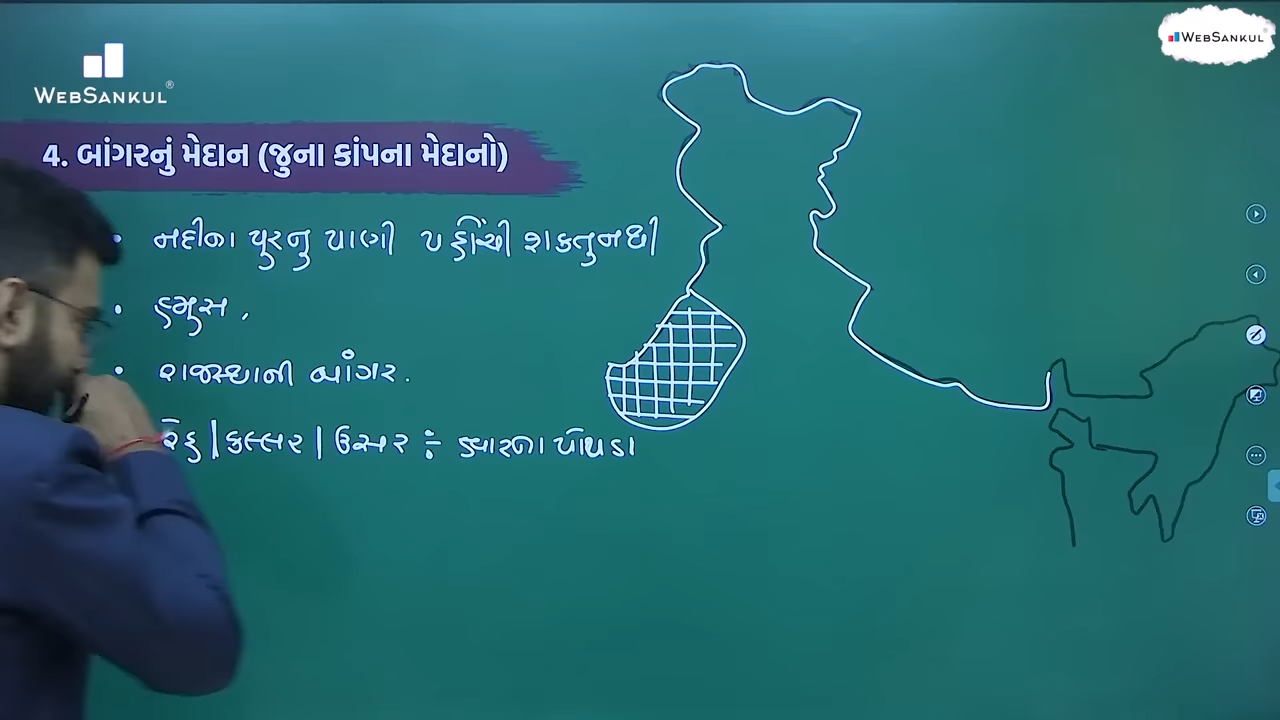 WEBSANKUL
WEBSANKUL
4. બાંગરનું મેદાન (જુના કાંપના મેદાનો)
નદીના પૂરનુ પાણી પહોંચી શકતુ નથી
હ્યુમસ.
રાજસ્થાની બાંગર.
રેહ | કલ્લર | ઉસર ÷ ક્ષારના પોપડા